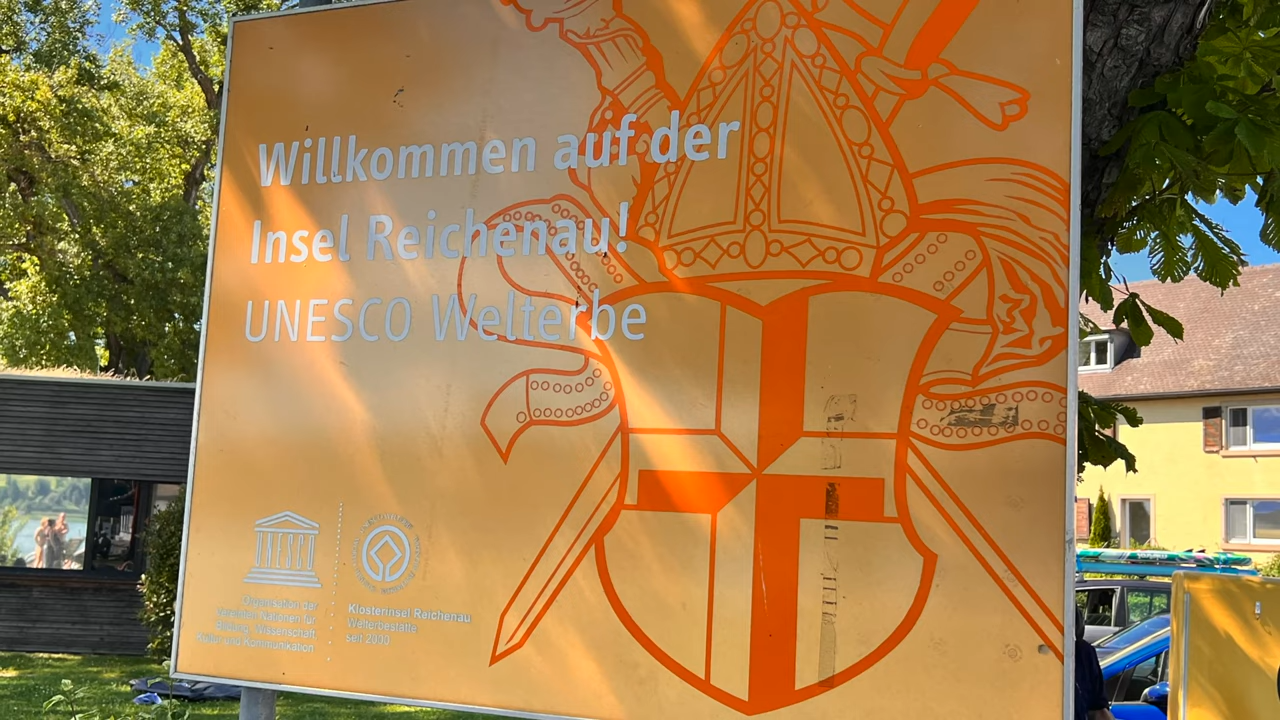 Willkommen auf der
Insel Reichenau!
UNESCO Welterbe
UNESCO
Organisation der
Vereinten Nationen für
Bildung, Wissenschaft,
Kultur und Kommunikation
Klosterinsel Reichenau
Welterbestätte
seit 2000